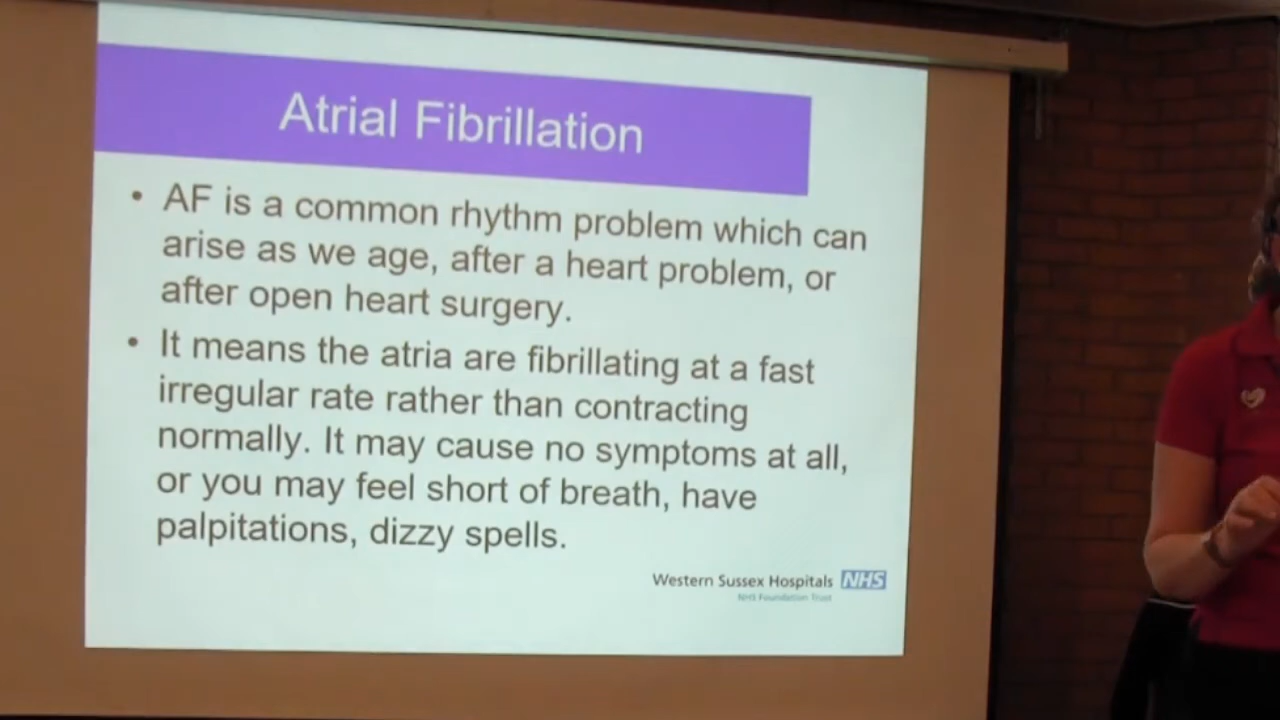 Atrial Fibrillation
• AF is a common rhythm problem which can
arise as we age, after a heart problem, or
after open heart surgery.
• It means the atria are fibrillating at a fast
irregular rate rather than contracting
normally. It may cause no symptoms at all,
or you may feel short of breath, have
palpitations, dizzy spells.
Western Sussex Hospitals NHS
NHS Foundation Trust